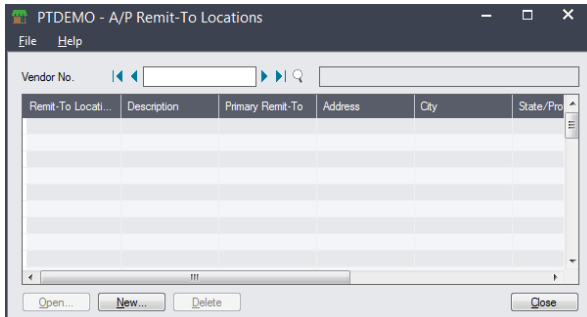 PTDEMO - A/P Remit-To Locations
File Help
Vendor No.
Remit-To Locati... Description Primary Remit-To Address City State/Pro
Open... New... Delete Close